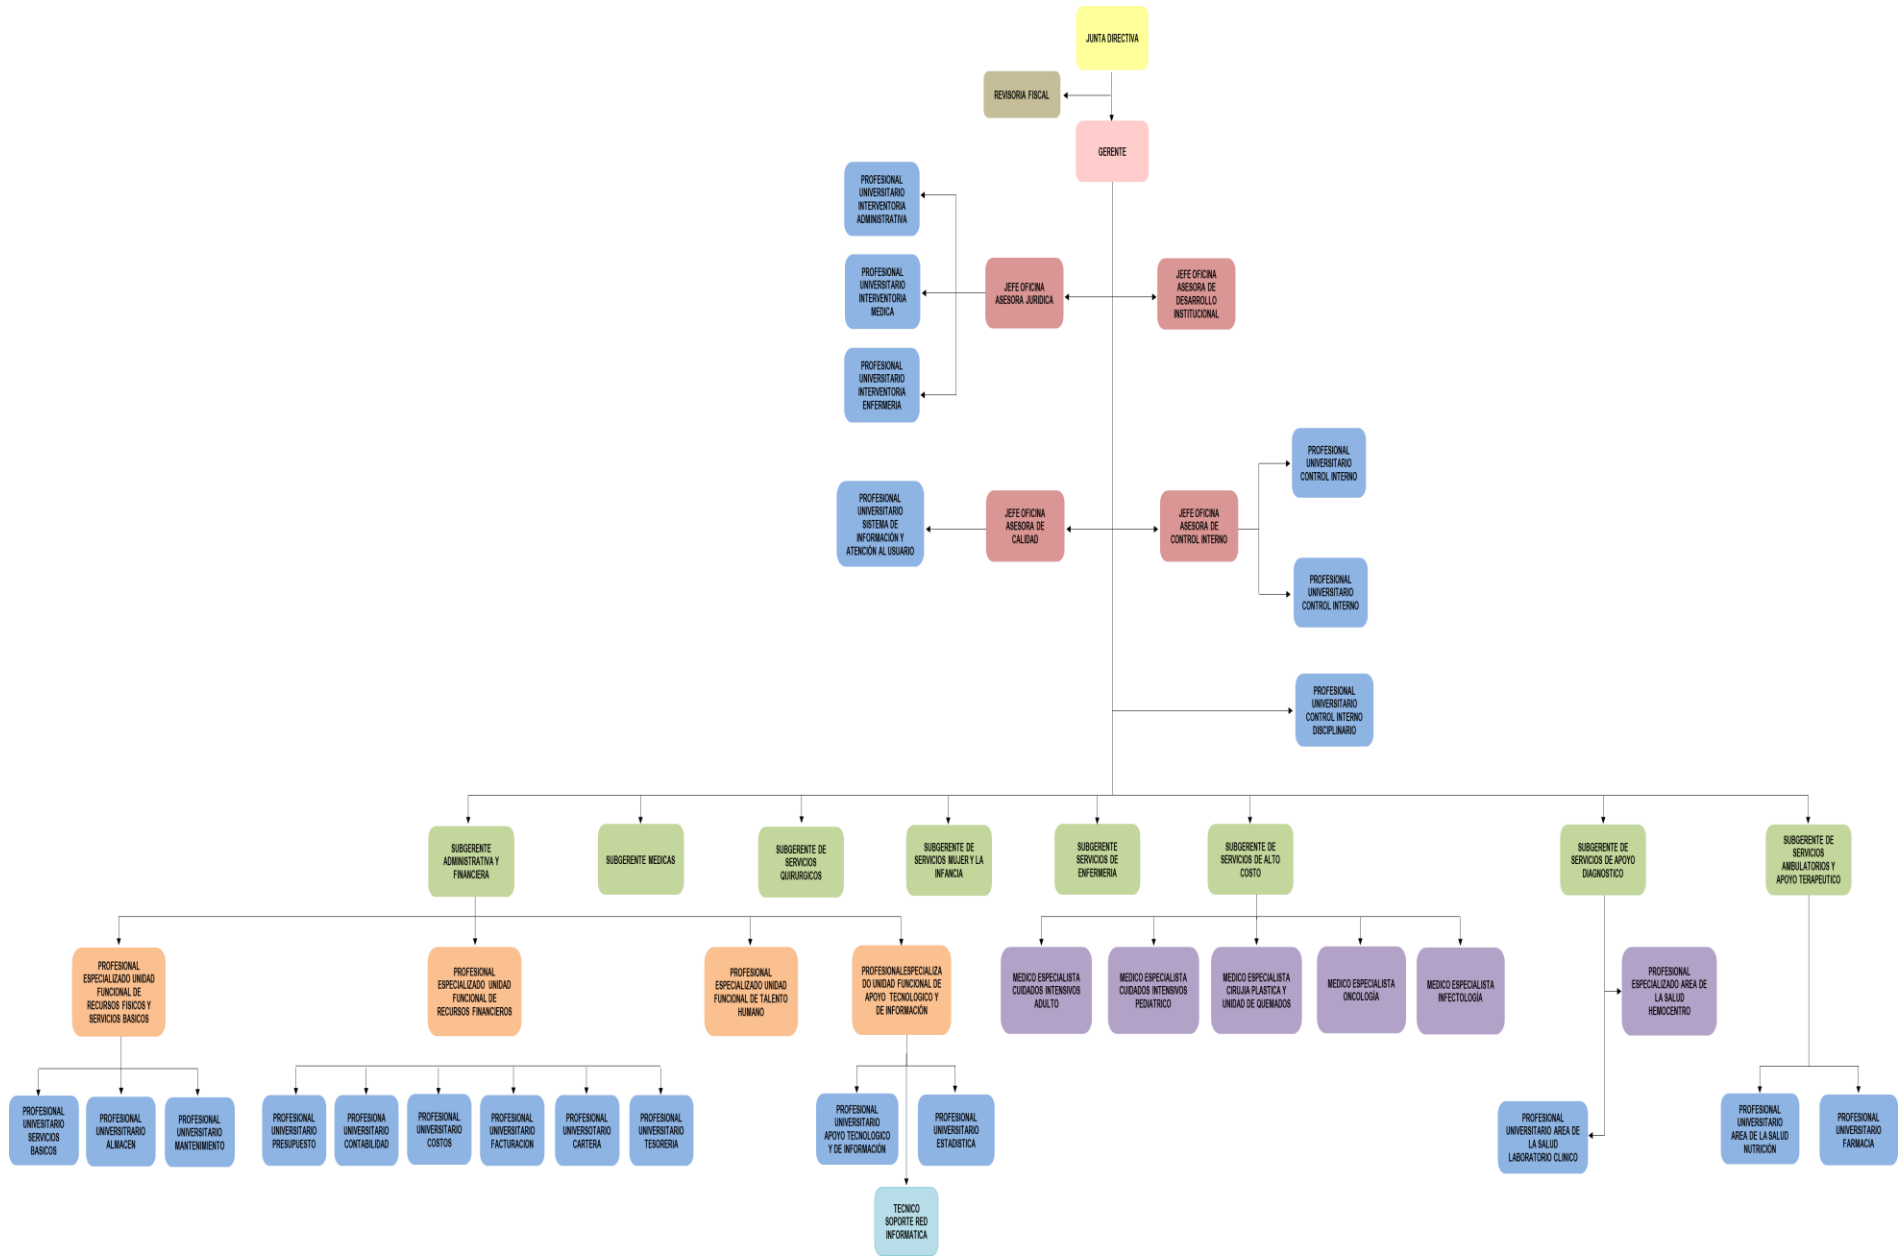 JUNTA DIRECTIVA
REVISORIA FISCAL
GERENTE
PROFESIONAL
UNIVERSITARIO
INTERVENTORIA
ADMINISTRATIVA
PROFESIONAL
UNIVERSITARIO
INTERVENTORIA
MEDICA
JEFE OFICINA
ASESORA JURIDICA
JEFE OFICINA
ASESORA DE
DESARROLLO
INSTITUCIONAL
PROFESIONAL
UNIVERSITARIO
INTERVENTORIA
ENFERMERIA
PROFESIONAL
UNIVERSITARIO
CONTROL INTERNO
PROFESIONAL
UNIVERSITARIO
SISTEMA DE
INFORMACIÓN Y
ATENCIÓN AL USUARIO
JEFE OFICINA
ASESORA DE
CALIDAD
JEFE OFICINA
ASESORA DE
CONTROL INTERNO
PROFESIONAL
UNIVERSITARIO
CONTROL INTERNO
PROFESIONAL
UNIVERSITARIO
CONTROL INTERNO
DISCIPLINARIO
SUBGERENTE
ADMINISTRATIVA Y
FINANCIERA
SUBGERENTE MEDICAS
SUBGERENTE DE
SERVICIOS
QUIRURGICOS
SUBGERENTE DE
SERVICIOS MUJER Y LA
INFANCIA
SUBGERENTE
SERVICIOS DE
ENFERMERIA
SUBGERENTE DE
SERVICIOS DE ALTO
COSTO
SUBGERENTE DE
SERVICIOS DE APOYO
DIAGNOSTICO
SUBGERENTE DE
SERVICIOS
AMBULATORIOS Y
APOYO TERAPEUTICO
PROFESIONAL
ESPECIALIZADO UNIDAD
FUNCIONAL DE
RECURSOS FISICOS Y
SERVICIOS BASICOS
PROFESIONAL
ESPECIALIZADO UNIDAD
FUNCIONAL DE
RECURSOS FINANCIEROS
PROFESIONAL
ESPECIALIZADO UNIDAD
FUNCIONAL DE TALENTO
HUMANO
PROFESIONALESPECIALIZA
DO UNIDAD FUNCIONAL DE
APOYO TECNOLOGICO Y
DE INFORMACIÓN
MEDICO ESPECIALISTA
CUIDADOS INTENSIVOS
ADULTO
MEDICO ESPECIALISTA
CUIDADOS INTENSIVOS
PEDIATRICO
MEDICO ESPECIALISTA
CIRUJIA PLASTICA Y
UNIDAD DE QUEMADOS
MEDICO ESPECIALISTA
ONCOLOGÍA
MEDICO ESPECIALISTA
INFECTOLOGÍA
PROFESIONAL
ESPECIALIZADO AREA DE
LA SALUD
HEMOCENTRO
PROFESIONAL
UNIVESITARIO
SERVICIOS
BASICOS
PROFESIONAL
UNIVERSITRARIO
ALMACEN
PROFESIONAL
UNIVERSITARIO
MANTENIMIENTO
PROFESIONAL
UNIVERSITARIO
PRESUPUESTO
PROFESIONA
UNIVERSITARIO
CONTABILIDAD
PROFESIONAL
UNIVERSITARIO
COSTOS
PROFESIONAL
UNIVERSITARIO
FACTURACION
PROFESIONAL
UNIVERSOTARIO
CARTERA
PROFESIONAL
UNIVERSITARIO
TESORERIA
PROFESIONAL
UNIVERSITARIO
APOYO TECNOLOGICO
Y DE INFORMACIÓN
PROFESIONAL
UNIVERSITARIO
ESTADISTICA
PROFESIONAL
UNIVERSITARIO AREA DE
LA SALUD
LABORATORIO CLINICO
PROFESIONAL
UNIVERSITARIO
AREA DE LA SALUD
NUTRICIÓN
PROFESIONAL
UNIVERSITARIO
FARMACIA
TECNICO
SOPORTE RED
INFORMATICA